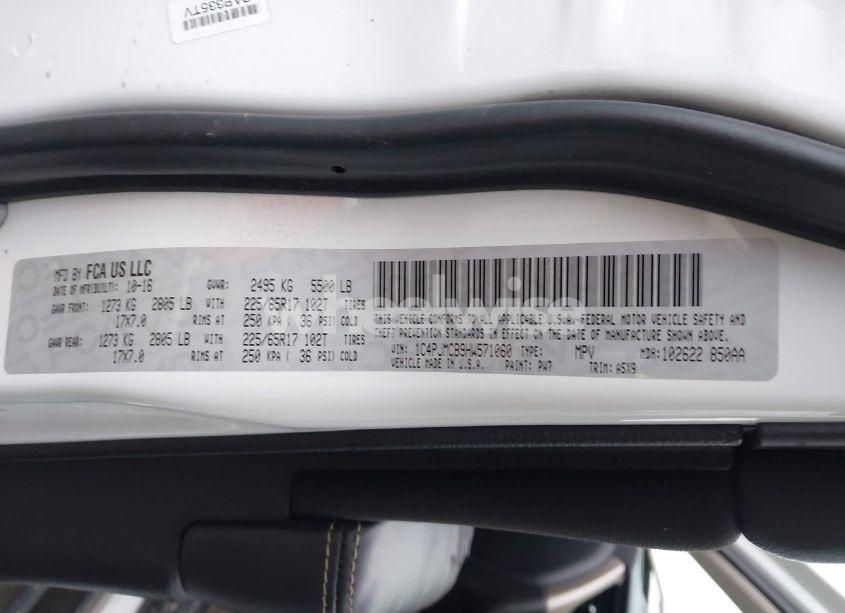 MFD BY FCA US LLC
DATE OF MFR(BUILT): 10-16 GVWR: 2495 KG 5500 LB
GAWR FRONT: 1273 KG 2805 LB WITH 225/65R17 102T TIRES
17X7.0 RIMS AT 250 KPA ( 36 PSI) COLD
GAWR REAR: 1273 KG 2805 LB WITH 225/65R17 102T TIRES
17X7.0 RIMS AT 250 KPA ( 36 PSI) COLD
THIS VEHICLE CONFORMS TO ALL APPLICABLE U.S.A. FEDERAL MOTOR VEHICLE SAFETY AND
THEFT PREVENTION STANDARDS IN EFFECT ON THE DATE OF MANUFACTURE SHOWN ABOVE.
VIN: 1C4PJMCB9HW571060 TYPE: MPV MDH: 102622 850AA
VEHICLE MADE IN U.S.A. PAINT: PW7 TRIM: ASX9